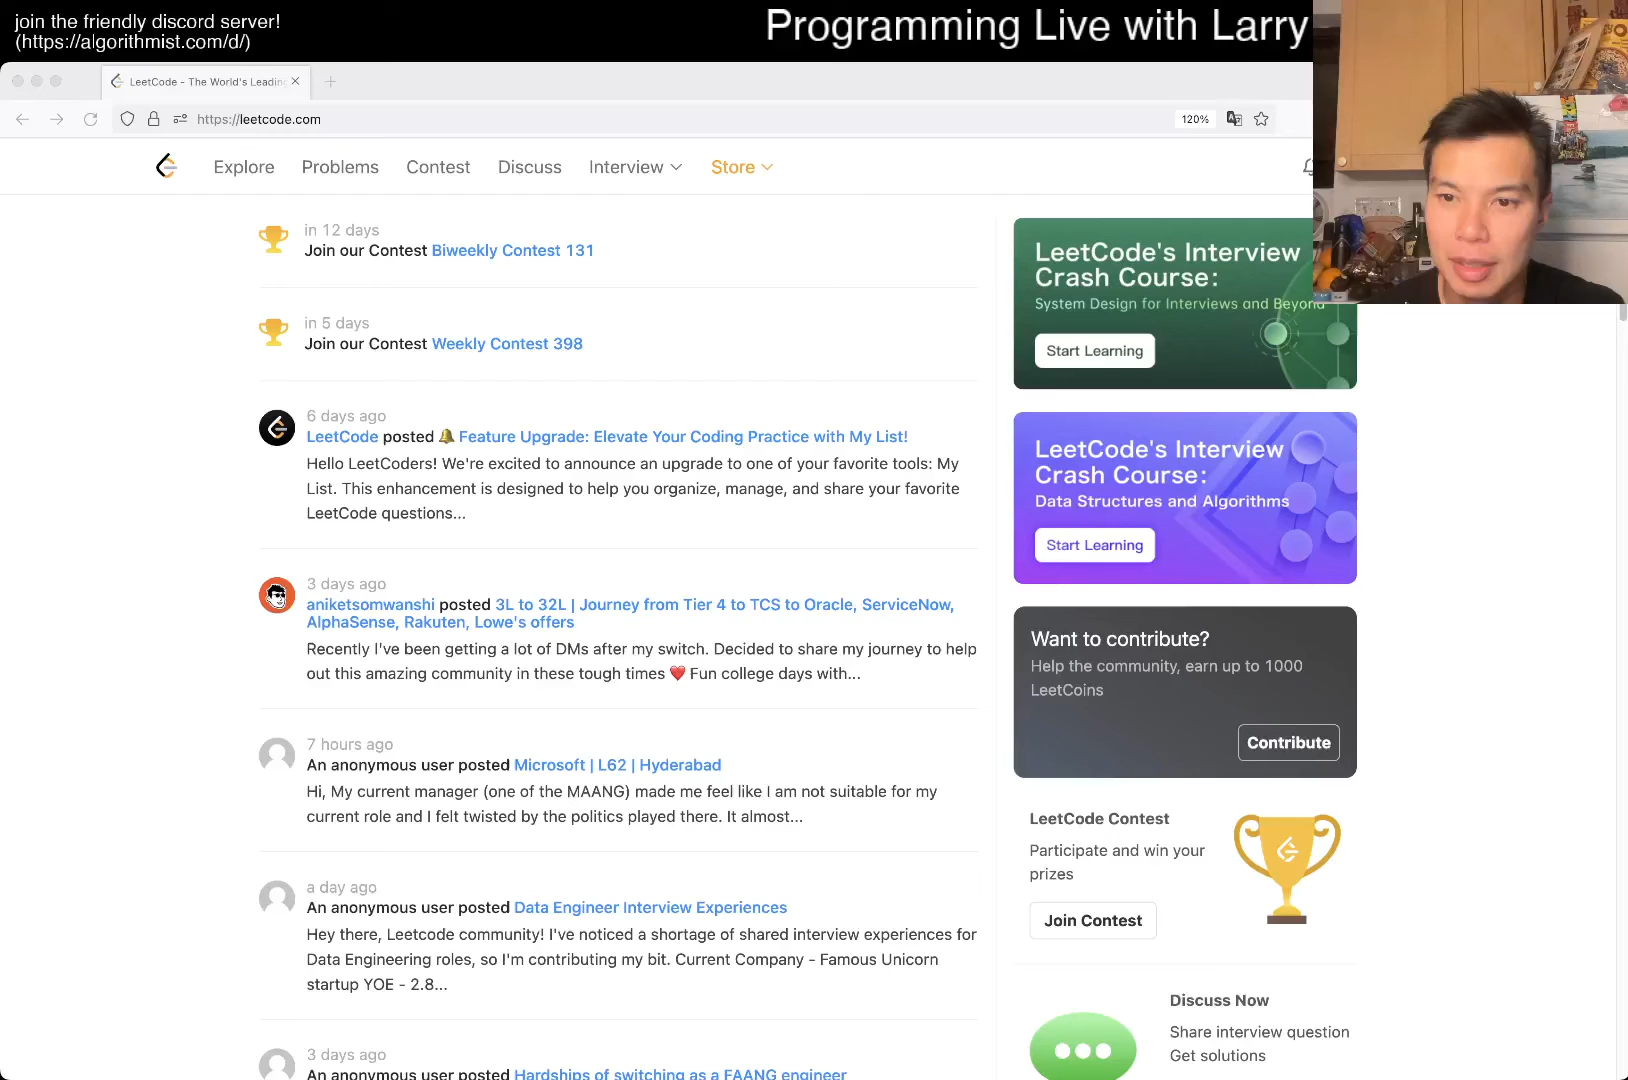 join the friendly discord server!
(https://algorithmist.com/d/)
Programming Live with Larry
LeetCode - The World's Leading
https://leetcode.com
120%
Explore
Problems
Contest
Discuss
Interview
Store
in 12 days
Join our Contest Biweekly Contest 131
in 5 days
Join our Contest Weekly Contest 398
6 days ago
LeetCode posted 🔔 Feature Upgrade: Elevate Your Coding Practice with My List!
Hello LeetCoders! We're excited to announce an upgrade to one of your favorite tools: My
List. This enhancement is designed to help you organize, manage, and share your favorite
LeetCode questions...
3 days ago
aniketsomwanshi posted 3L to 32L | Journey from Tier 4 to TCS to Oracle, ServiceNow,
AlphaSense, Rakuten, Lowe's offers
Recently I've been getting a lot of DMs after my switch. Decided to share my journey to help
out this amazing community in these tough times ❤️ Fun college days with...
7 hours ago
An anonymous user posted Microsoft | L62 | Hyderabad
Hi, My current manager (one of the MAANG) made me feel like I am not suitable for my
current role and I felt twisted by the politics played there. It almost...
a day ago
An anonymous user posted Data Engineer Interview Experiences
Hey there, Leetcode community! I've noticed a shortage of shared interview experiences for
Data Engineering roles, so I'm contributing my bit. Current Company - Famous Unicorn
startup YOE - 2.8...
3 days ago
An anonymous user posted Hardships of switching as a FAANG engineer
LeetCode's Interview
Crash Course:
System Design for Interviews and Beyond
Start Learning
LeetCode's Interview
Crash Course:
Data Structures and Algorithms
Start Learning
Want to contribute?
Help the community, earn up to 1000
LeetCoins
Contribute
LeetCode Contest
Participate and win your
prizes
Join Contest
Discuss Now
Share interview question
Get solutions